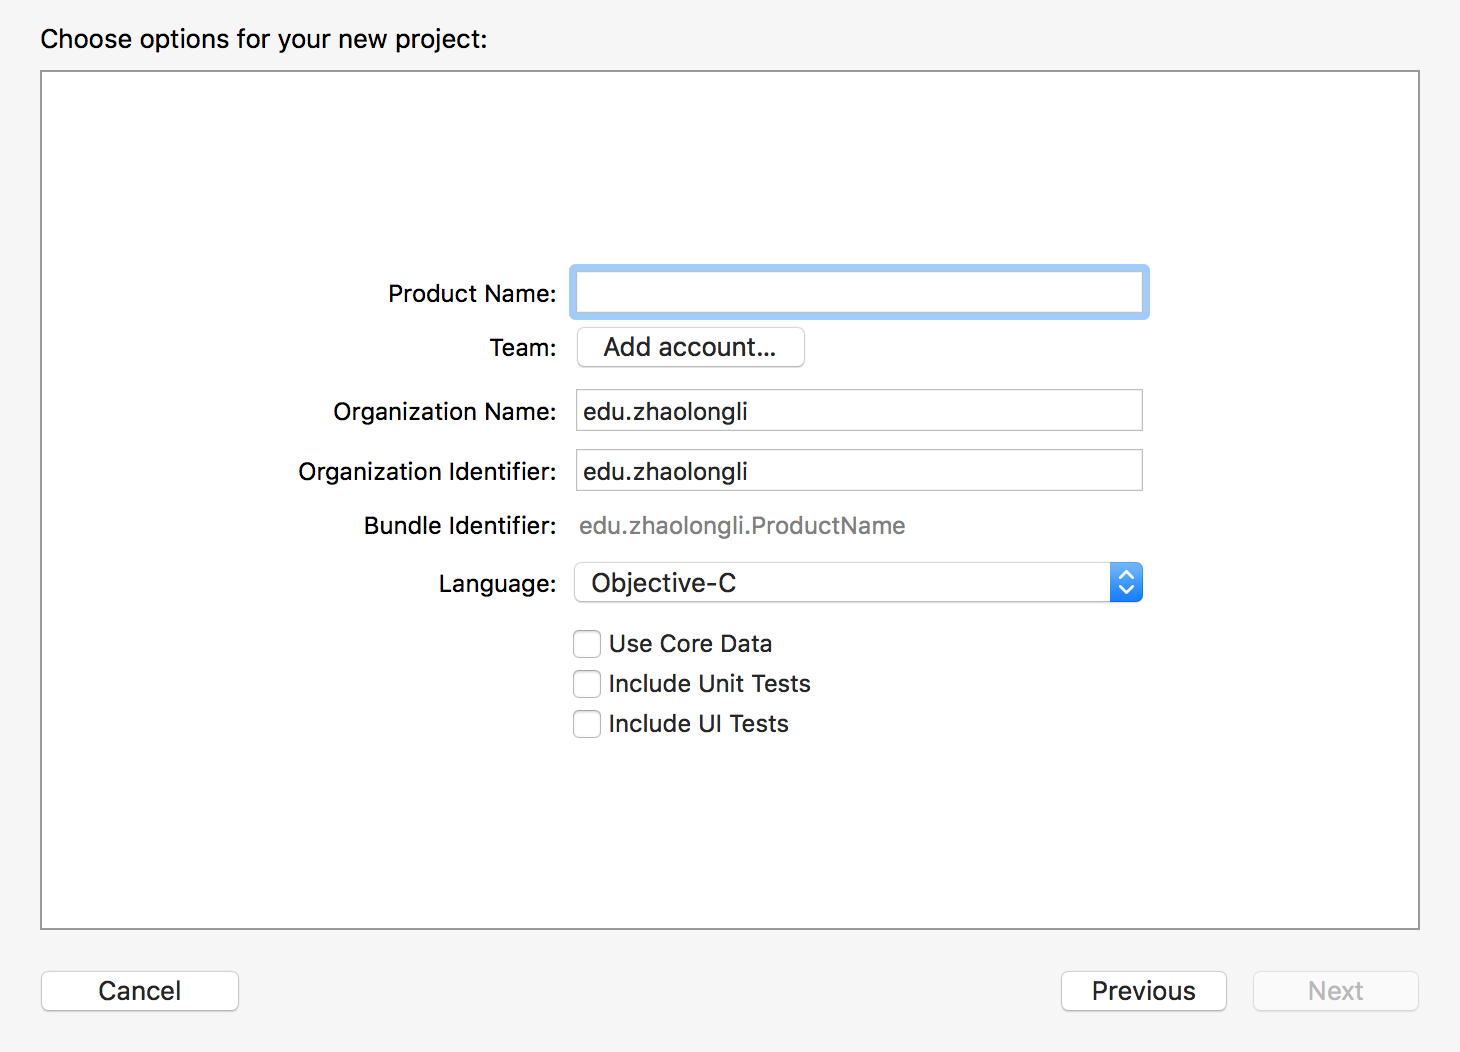 Choose options for your new project:
Product Name:
Team: Add account...
Organization Name: edu.zhaolongli
Organization Identifier: edu.zhaolongli
Bundle Identifier: edu.zhaolongli.ProductName
Language: Objective-C
Use Core Data
Include Unit Tests
Include UI Tests
Cancel Previous Next